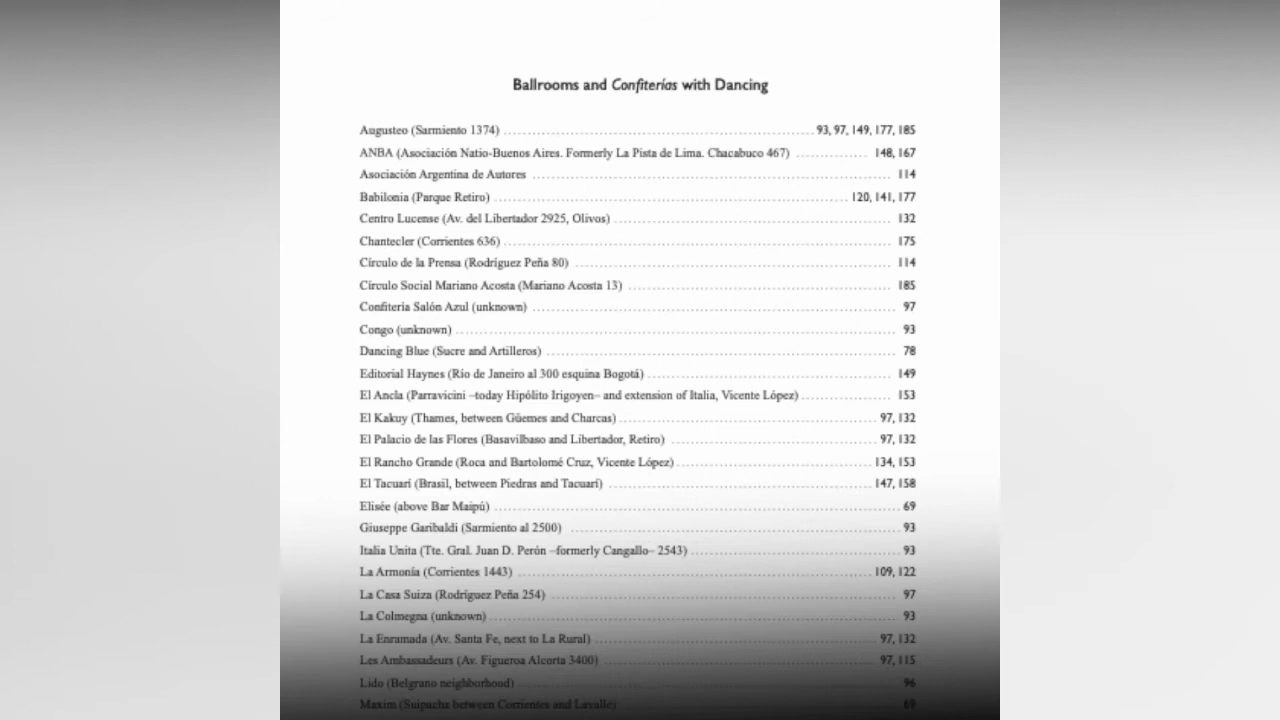 Ballrooms and Confiterías with Dancing
Augusteo (Sarmiento 1374) 93, 97, 149, 177, 185
ANBA (Asociación Natio-Buenos Aires. Formerly La Pista de Lima. Chacabuco 467) 148, 167
Asociación Argentina de Autores 114
Babilonia (Parque Retiro) 120, 141, 177
Centro Lucense (Av. del Libertador 2925, Olivos) 132
Chantecler (Corrientes 636) 175
Círculo de la Prensa (Rodríguez Peña 80) 114
Círculo Social Mariano Acosta (Mariano Acosta 13) 185
Confitería Salón Azul (unknown) 97
Congo (unknown) 93
Dancing Blue (Sucre and Artilleros) 78
Editorial Haynes (Río de Janeiro al 300 esquina Bogotá) 149
El Ancla (Parravicini –today Hipólito Irigoyen– and extension of Italia, Vicente López) 153
El Kakuy (Thames, between Güemes and Charcas) 97, 132
El Palacio de las Flores (Basavilbaso and Libertador, Retiro) 97, 132
El Rancho Grande (Roca and Bartolomé Cruz, Vicente López) 134, 153
El Tacuarí (Brasil, between Piedras and Tacuarí) 147, 158
Elisée (above Bar Maipú) 69
Giuseppe Garibaldi (Sarmiento al 2500) 93
Italia Unita (Tte. Gral. Juan D. Perón –formerly Cangallo– 2543) 93
La Armonía (Corrientes 1443) 109, 122
La Casa Suiza (Rodríguez Peña 254) 97
La Colmegna (unknown) 93
La Enramada (Av. Santa Fe, next to La Rural) 97, 132
Les Ambassadeurs (Av. Figueroa Alcorta 3400) 97, 115
Lido (Belgrano neighborhood) 96
Maxim (Suipacha between Corrientes and Lavalle) 69